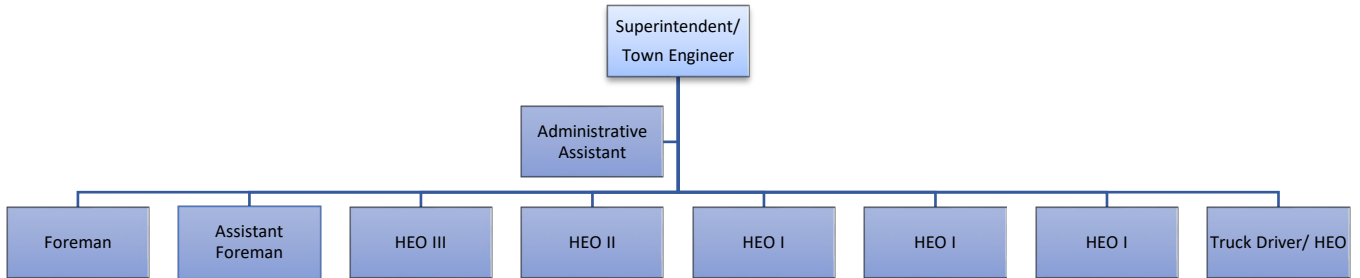 Superintendent/
Town Engineer
Administrative
Assistant
Foreman
Assistant
Foreman
HEO III
HEO II
HEO I
HEO I
HEO I
Truck Driver/ HEO